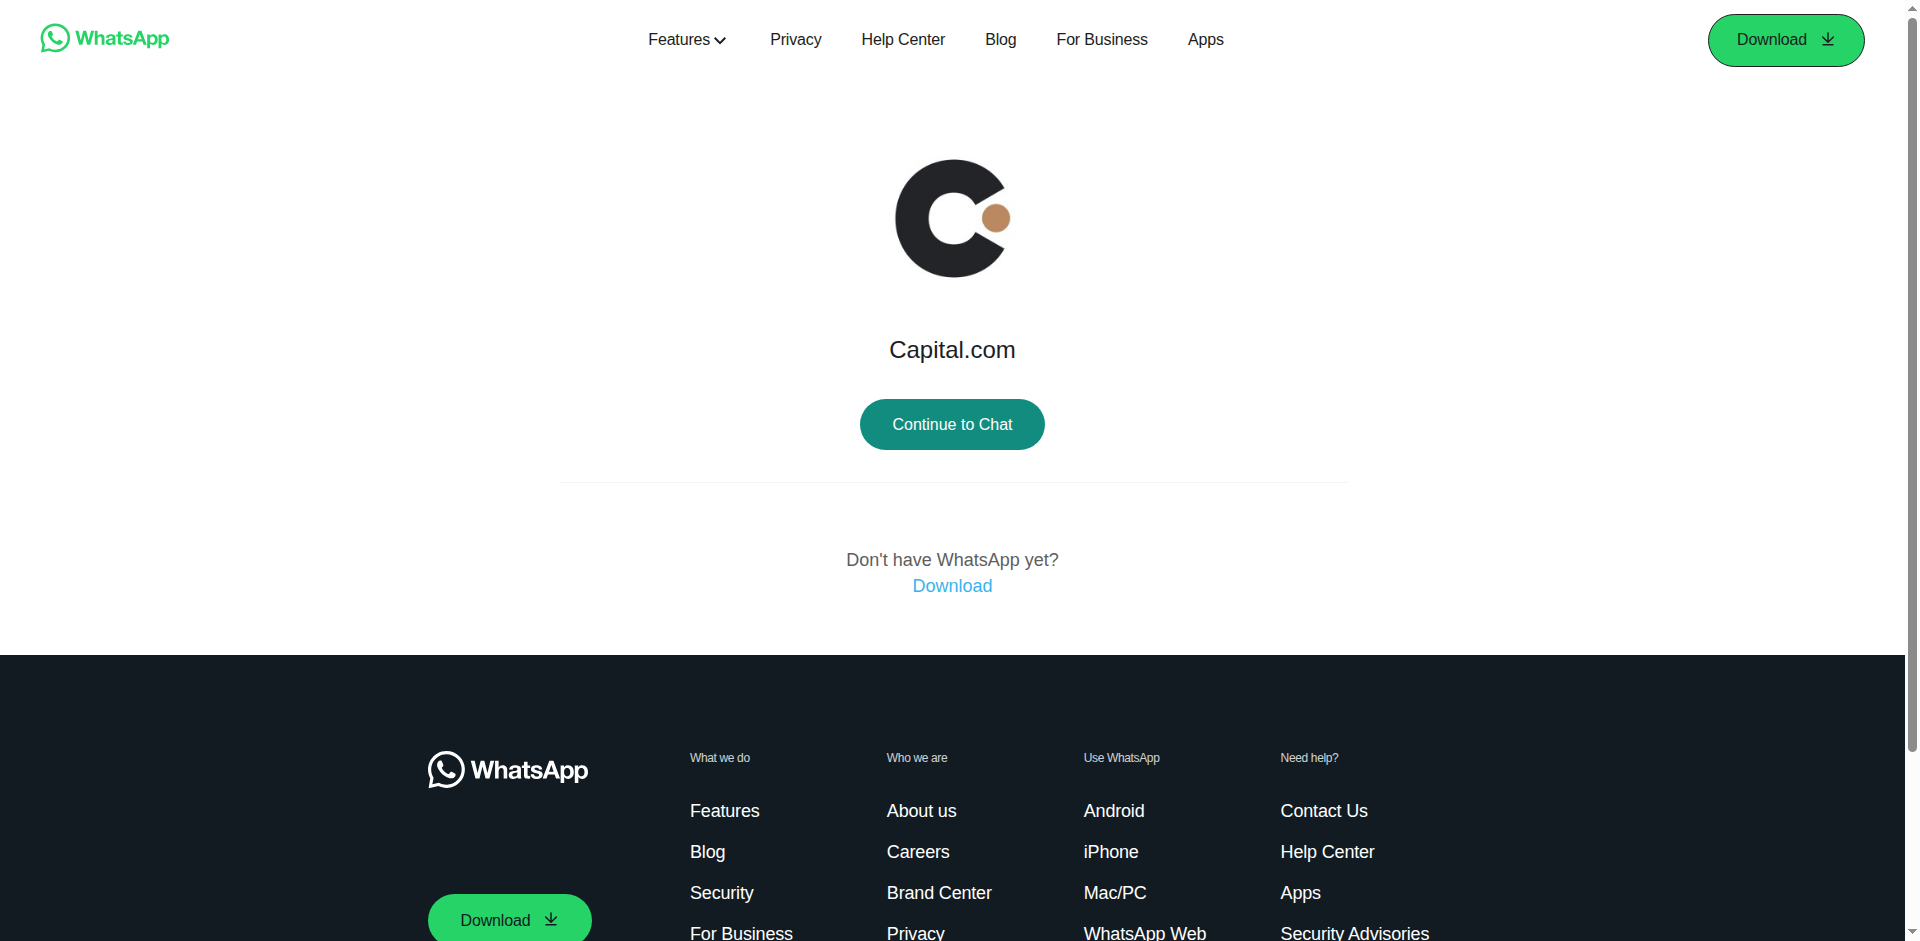 WhatsApp
Features
Privacy
Help Center
Blog
For Business
Apps
Download
Capital.com
Continue to Chat
Don't have WhatsApp yet?
Download
WhatsApp
Download
What we do
Features
Blog
Security
For Business
Who we are
About us
Careers
Brand Center
Privacy
Use WhatsApp
Android
iPhone
Mac/PC
WhatsApp Web
Need help?
Contact Us
Help Center
Apps
Security Advisories